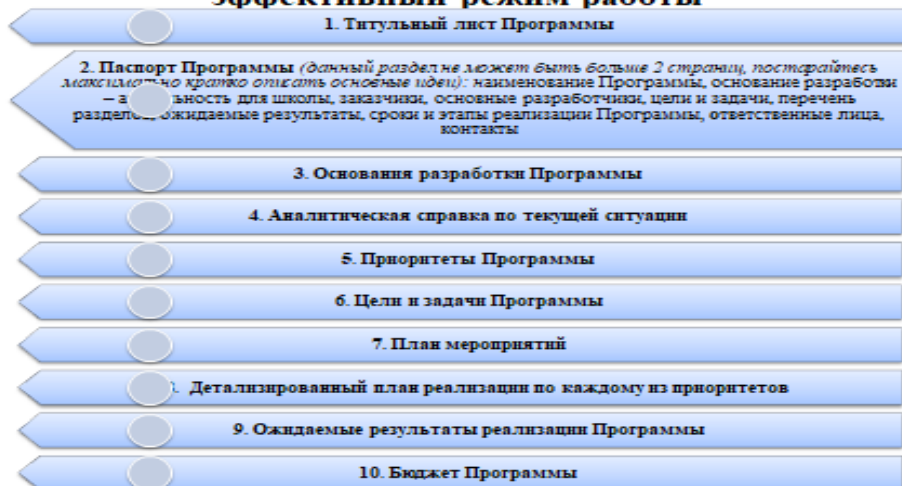 эффективный режим работы
1. Титульный лист Программы
2. Паспорт Программы (данный раздел не может быть больше 2 страниц, постарайтесь
максимально кратко описать основные идеи): наименование Программы, основание разработки
– а льность для школы, заказчики, основные разработчики, цели и задачи, перечень
разделов, ожидаемые результаты, сроки и этапы реализации Программы, ответственные лица,
контакты
3. Основания разработки Программы
4. Аналитическая справка по текущей ситуации
5. Приоритеты Программы
6. Цели и задачи Программы
7. План мероприятий
. Детализированный план реализации по каждому из приоритетов
9. Ожидаемые результаты реализации Программы
10. Бюджет Программы